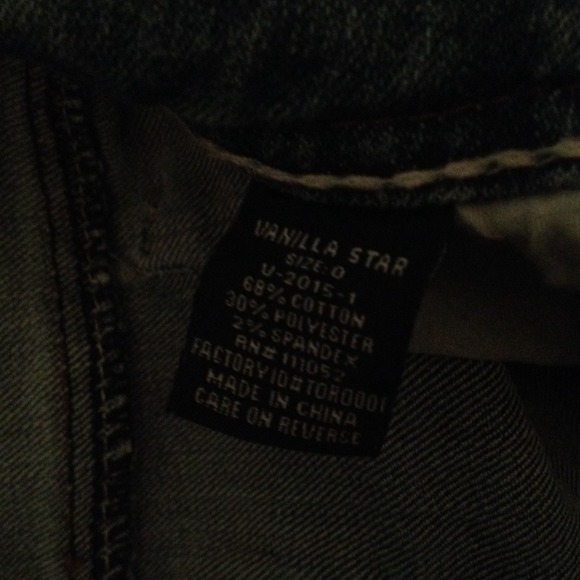 VANILLA STAR
SIZE:0
U-2015-1
68% COTTON
30% POLYESTER
2% SPANDEX
RN# 111052
FACTORY ID#TOR0001
MADE IN CHINA
CARE ON REVERSE